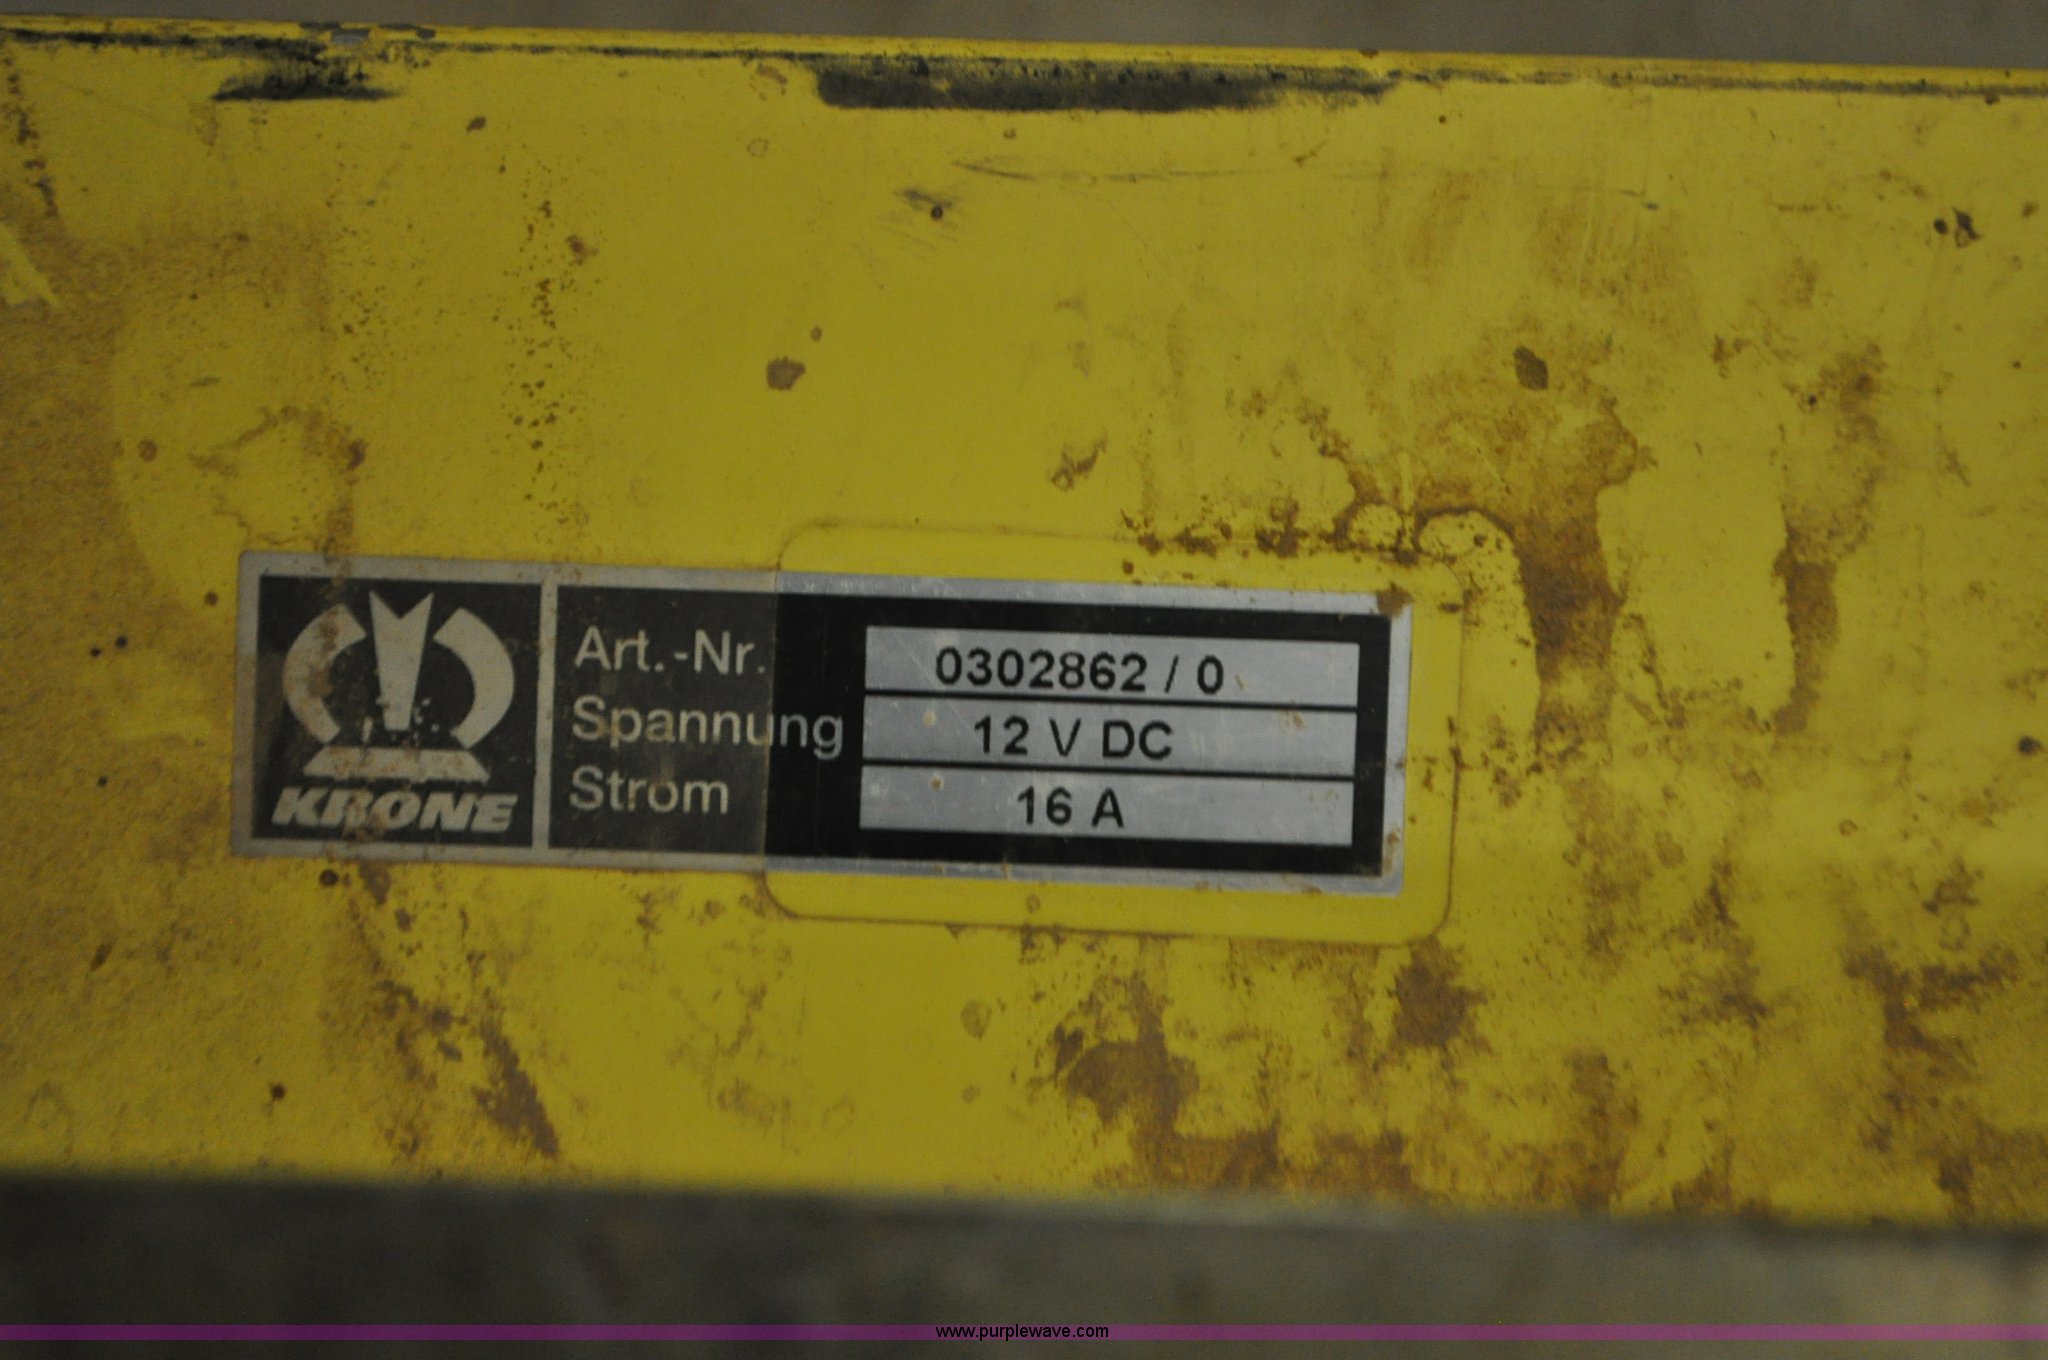 KRONE
Art.-Nr. 0302862 / 0
Spannung 12 V DC
Strom 16 A
www.purplewave.com